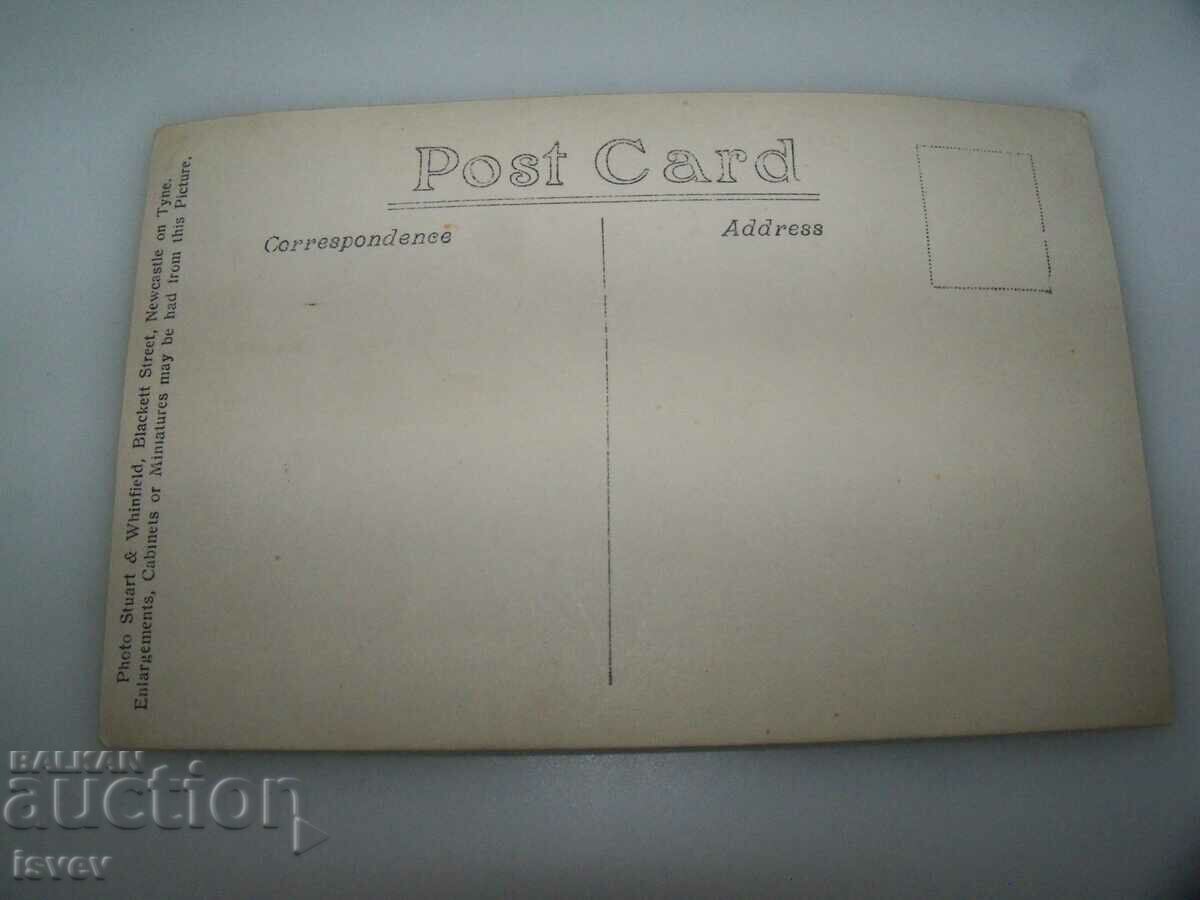 Post Card
Correspondence
Address
Photo Stuart & Whinfield, Blackett Street, Newcastle on Tyne.
Enlargements, Cabinets or Miniatures may be had from this Picture.
BALKAN
auction
isvev